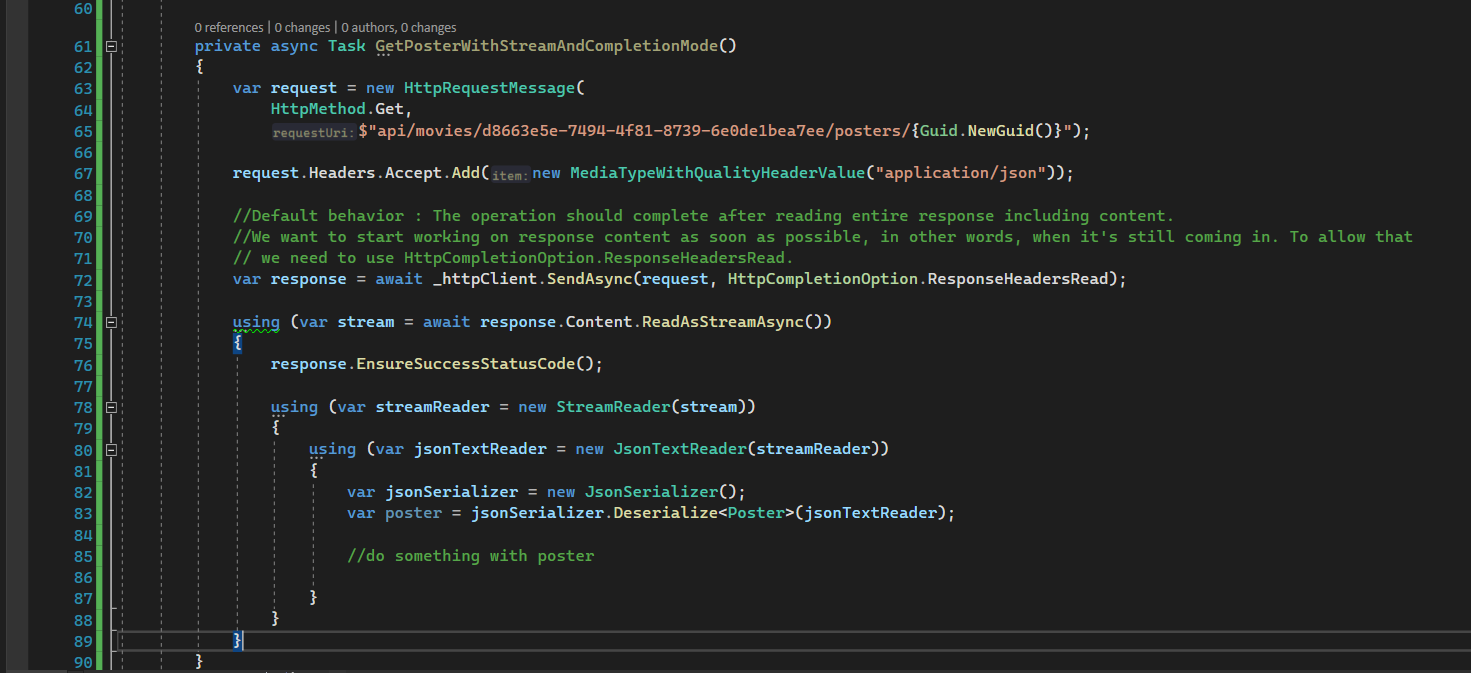 60
0 references | 0 changes | 0 authors, 0 changes
61 private async Task GetPosterWithStreamAndCompletionMode()
62 {
63 var request = new HttpRequestMessage(
64 HttpMethod.Get,
65 requestUri: $"api/movies/d8663e5e-7494-4f81-8739-6e0de1bea7ee/posters/{Guid.NewGuid()}");
66
67 request.Headers.Accept.Add(item: new MediaTypeWithQualityHeaderValue("application/json"));
68
69 //Default behavior : The operation should complete after reading entire response including content.
70 //We want to start working on response content as soon as possible, in other words, when it's still coming in. To allow that
71 // we need to use HttpCompletionOption.ResponseHeadersRead.
72 var response = await _httpClient.SendAsync(request, HttpCompletionOption.ResponseHeadersRead);
73
74 using (var stream = await response.Content.ReadAsStreamAsync())
75 {
76 response.EnsureSuccessStatusCode();
77
78 using (var streamReader = new StreamReader(stream))
79 {
80 using (var jsonTextReader = new JsonTextReader(streamReader))
81 {
82 var jsonSerializer = new JsonSerializer();
83 var poster = jsonSerializer.Deserialize<Poster>(jsonTextReader);
84
85 //do something with poster
86
87 }
88 }
89 }
90 }